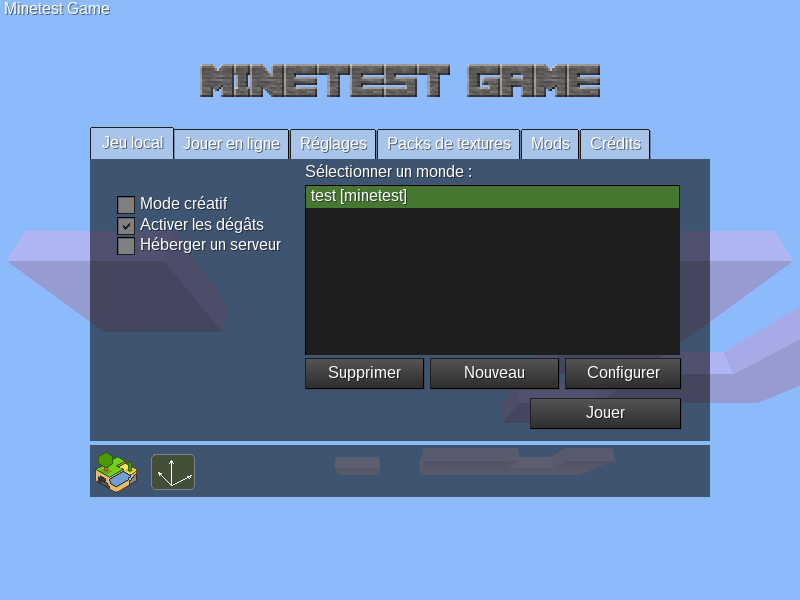 Minetest Game
MINETEST GAME
Jeu local
Jouer en ligne
Réglages
Packs de textures
Mods
Crédits
Sélectionner un monde :
Mode créatif
Activer les dégâts
Héberger un serveur
test [minetest]
Supprimer
Nouveau
Configurer
Jouer